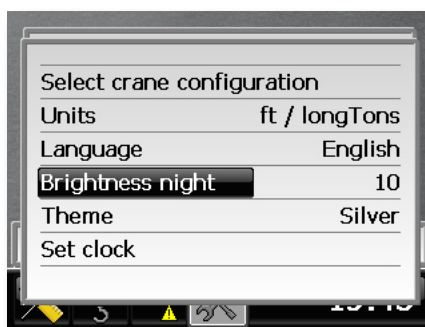 Select crane configuration
Units ft / longTons
Language English
Brightness night 10
Theme Silver
Set clock